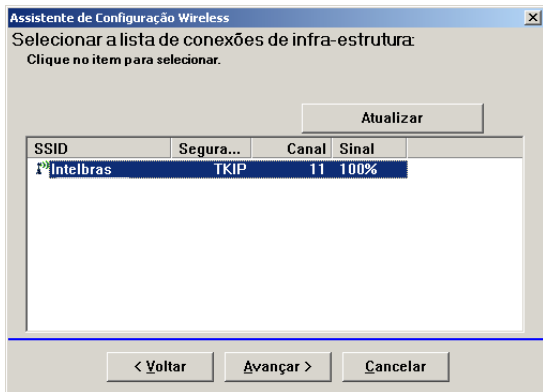 Assistente de Configuração Wireless
Selecionar a lista de conexões de infra-estrutura:
Clique no item para selecionar.
Atualizar
SSID Segura... Canal Sinal
Intelbras TKIP 11 100%
< Voltar Avançar > Cancelar